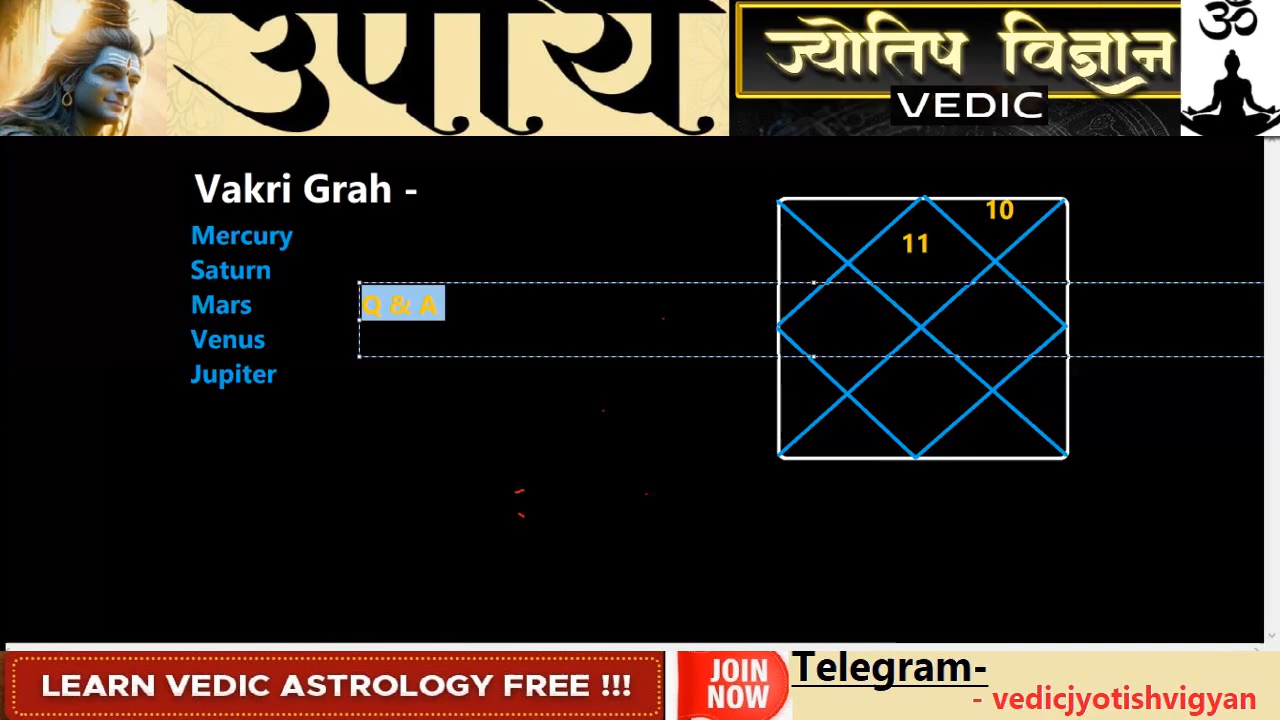 उपाय
ज्योतिष विज्ञान
VEDIC
ॐ
Vakri Grah -
Mercury
Saturn
Mars
Venus
Jupiter
Q & A
10
11
LEARN VEDIC ASTROLOGY FREE !!!
JOIN
NOW
Telegram-
- vedicjyotishvigyan